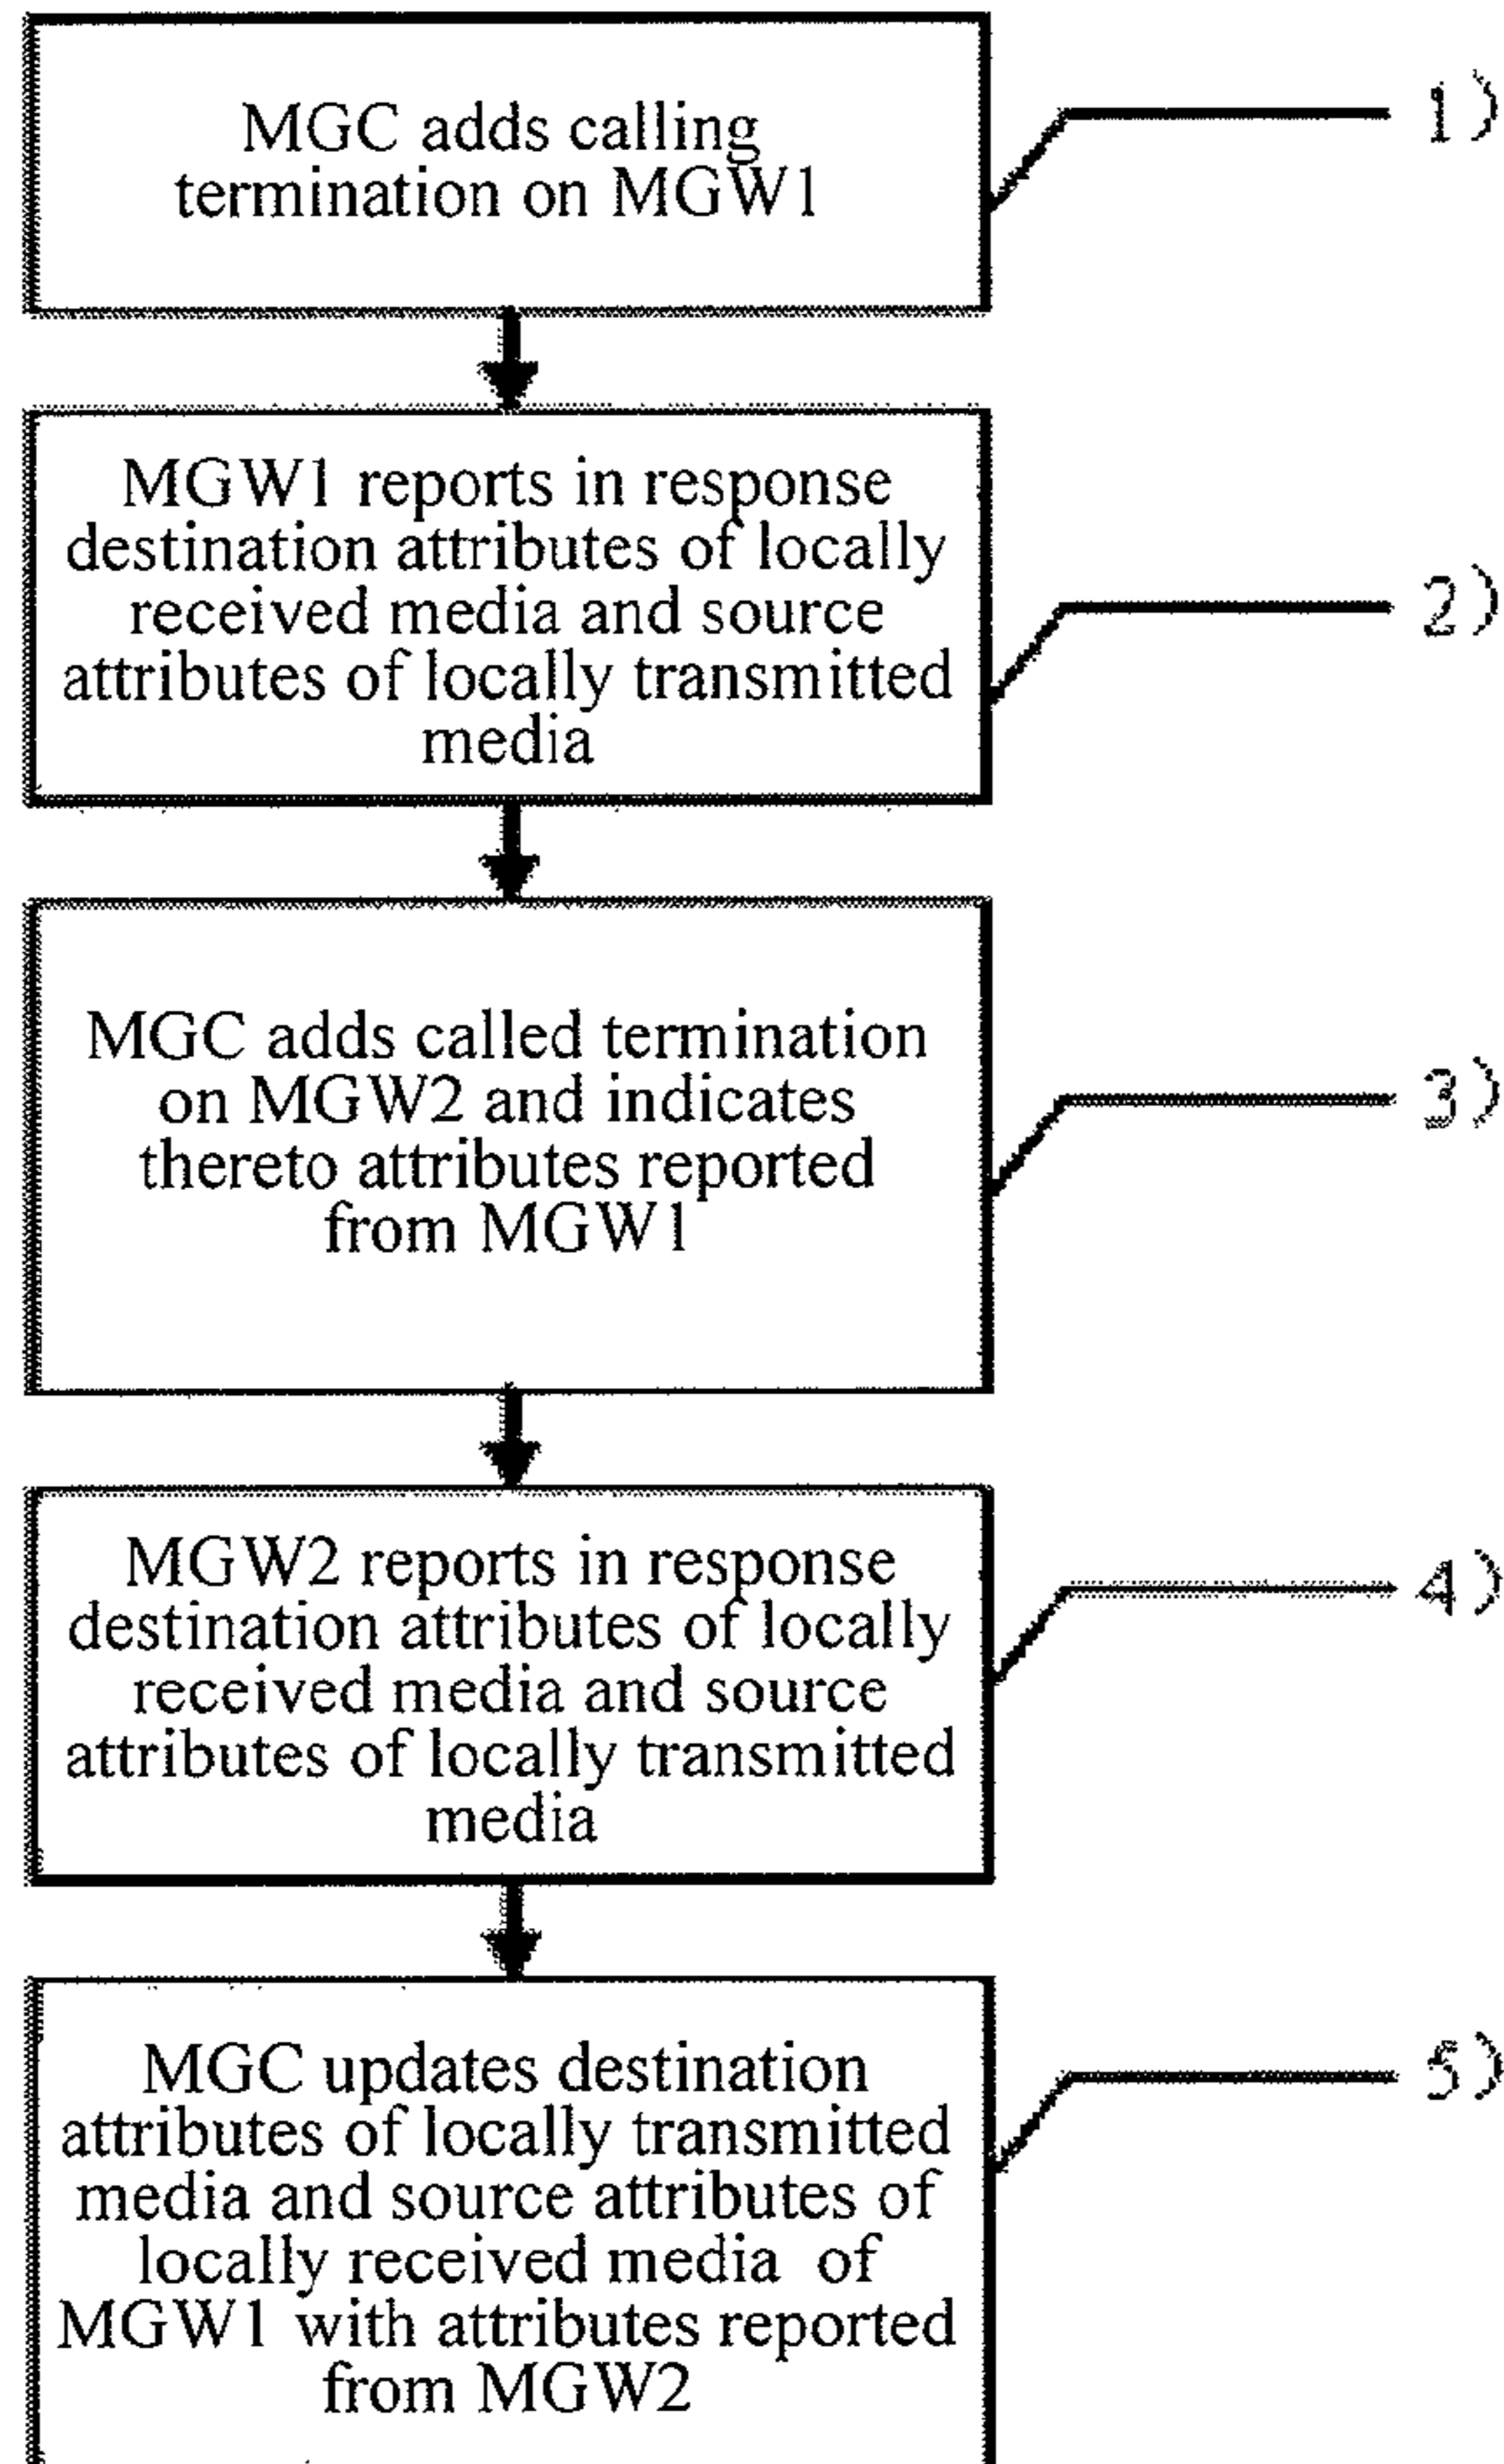 MGC adds calling
termination on MGW1
1)
MGW1 reports in response
destination attributes of locally
received media and source
attributes of locally transmitted
media
2)
MGC adds called termination
on MGW2 and indicates
thereto attributes reported
from MGW1
3)
MGW2 reports in response
destination attributes of locally
received media and source
attributes of locally transmitted
media
4)
MGC updates destination
attributes of locally transmitted
media and source attributes of
locally received media of
MGW1 with attributes reported
from MGW2
5)